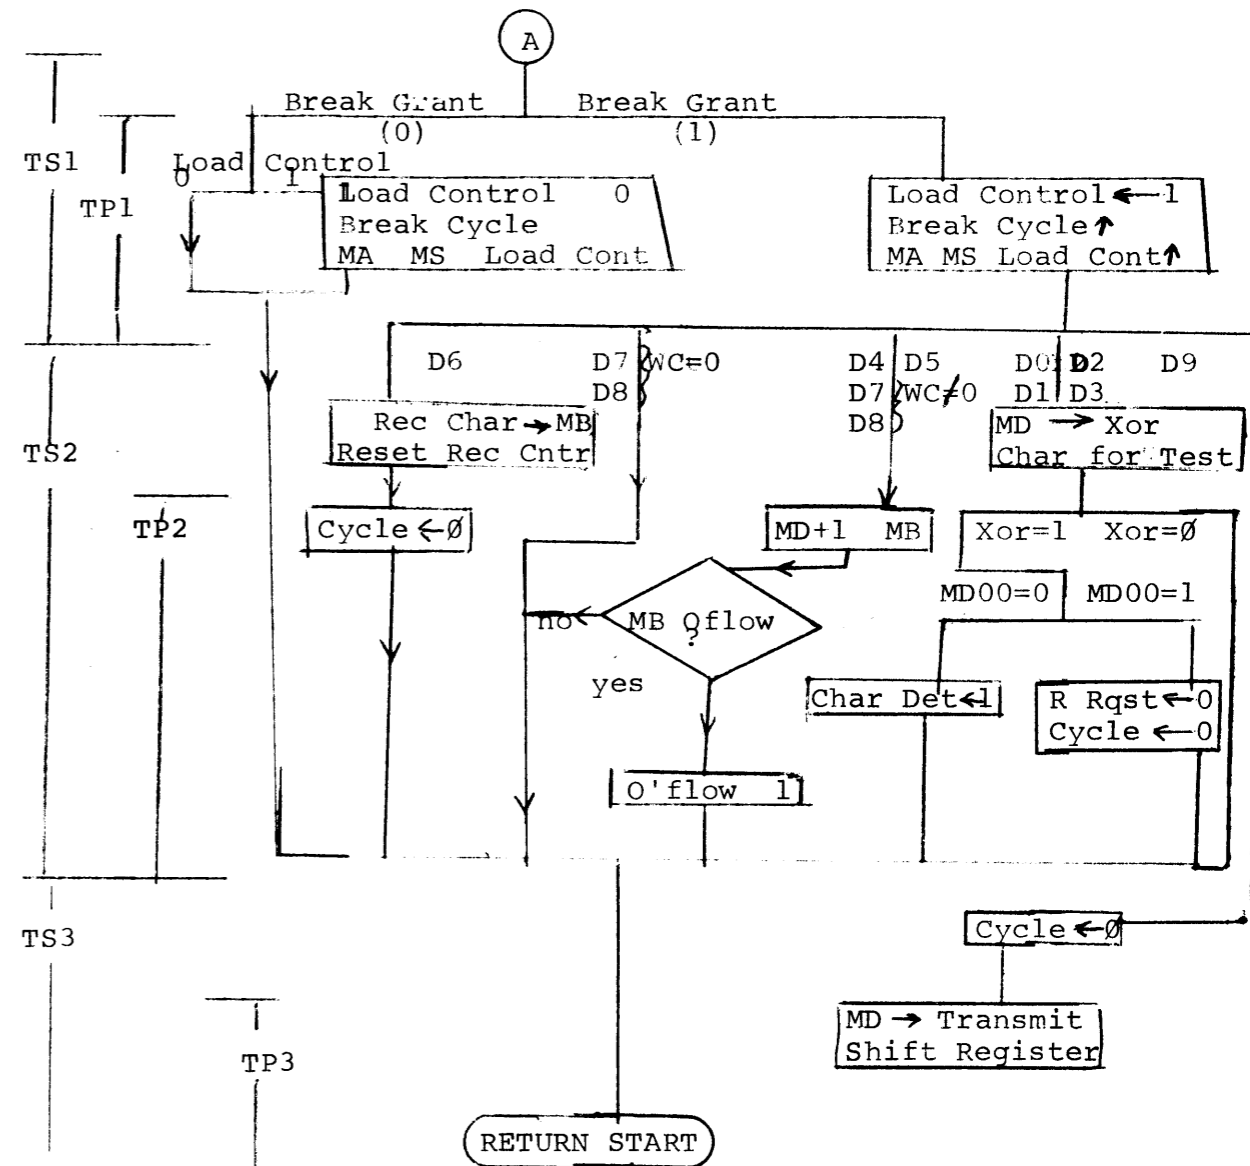 A
Break Grant
(0)
Break Grant
(1)
TS1
Load Control
0 1
TP1
Load Control 0
Break Cycle
MA MS Load Cont
Load Control←1
Break Cycle↑
MA MS Load Cont↑
D6
D7 WC=0
D8
D4 D5
D7 WC≠0
D8
D0 D2
D1 D3
D9
TS2
Rec Char→MB
Reset Rec Cntr
MD → Xor
Char for Test
TP2
Cycle←Ø
MD+1 MB
Xor=1 Xor=Ø
MD00=0 MD00=1
no
MB Oflow
?
yes
Char Det←1
R Rqst←0
Cycle←0
O'flow 1
TS3
Cycle←Ø
MD→Transmit
Shift Register
TP3
RETURN START